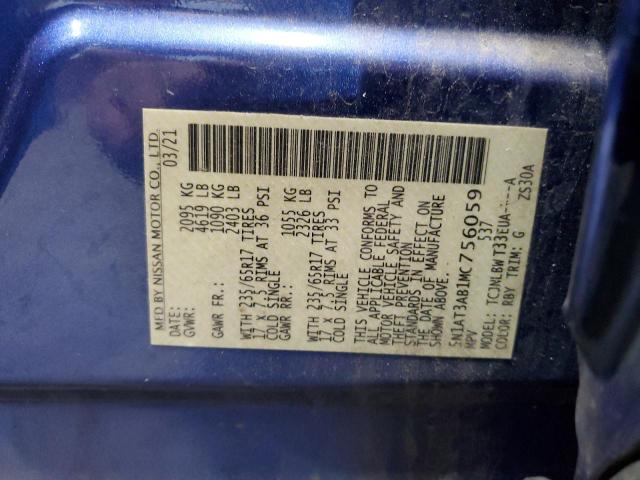 MFD BY NISSAN MOTOR CO., LTD.
DATE: 03/21
GVWR: 2095 KG
4619 LB
GAWR FR.: 1090 KG
2403 LB
WITH 235/65R17 TIRES
17 X 7.5 RIMS AT 36 PSI
COLD SINGLE
GAWR RR.: 1055 KG
2326 LB
WITH 235/65R17 TIRES
17 X 7.5 RIMS AT 33 PSI
COLD SINGLE
THIS VEHICLE CONFORMS TO
ALL APPLICABLE FEDERAL
MOTOR VEHICLE SAFETY AND
THEFT PREVENTION
STANDARDS IN EFFECT ON
THE DATE OF MANUFACTURE
SHOWN ABOVE.
5N1AT3AB1MC756059
MPV 537
MODEL: TCJNLBW T33EUA----A
COLOR: RBY TRIM: G ZS30A